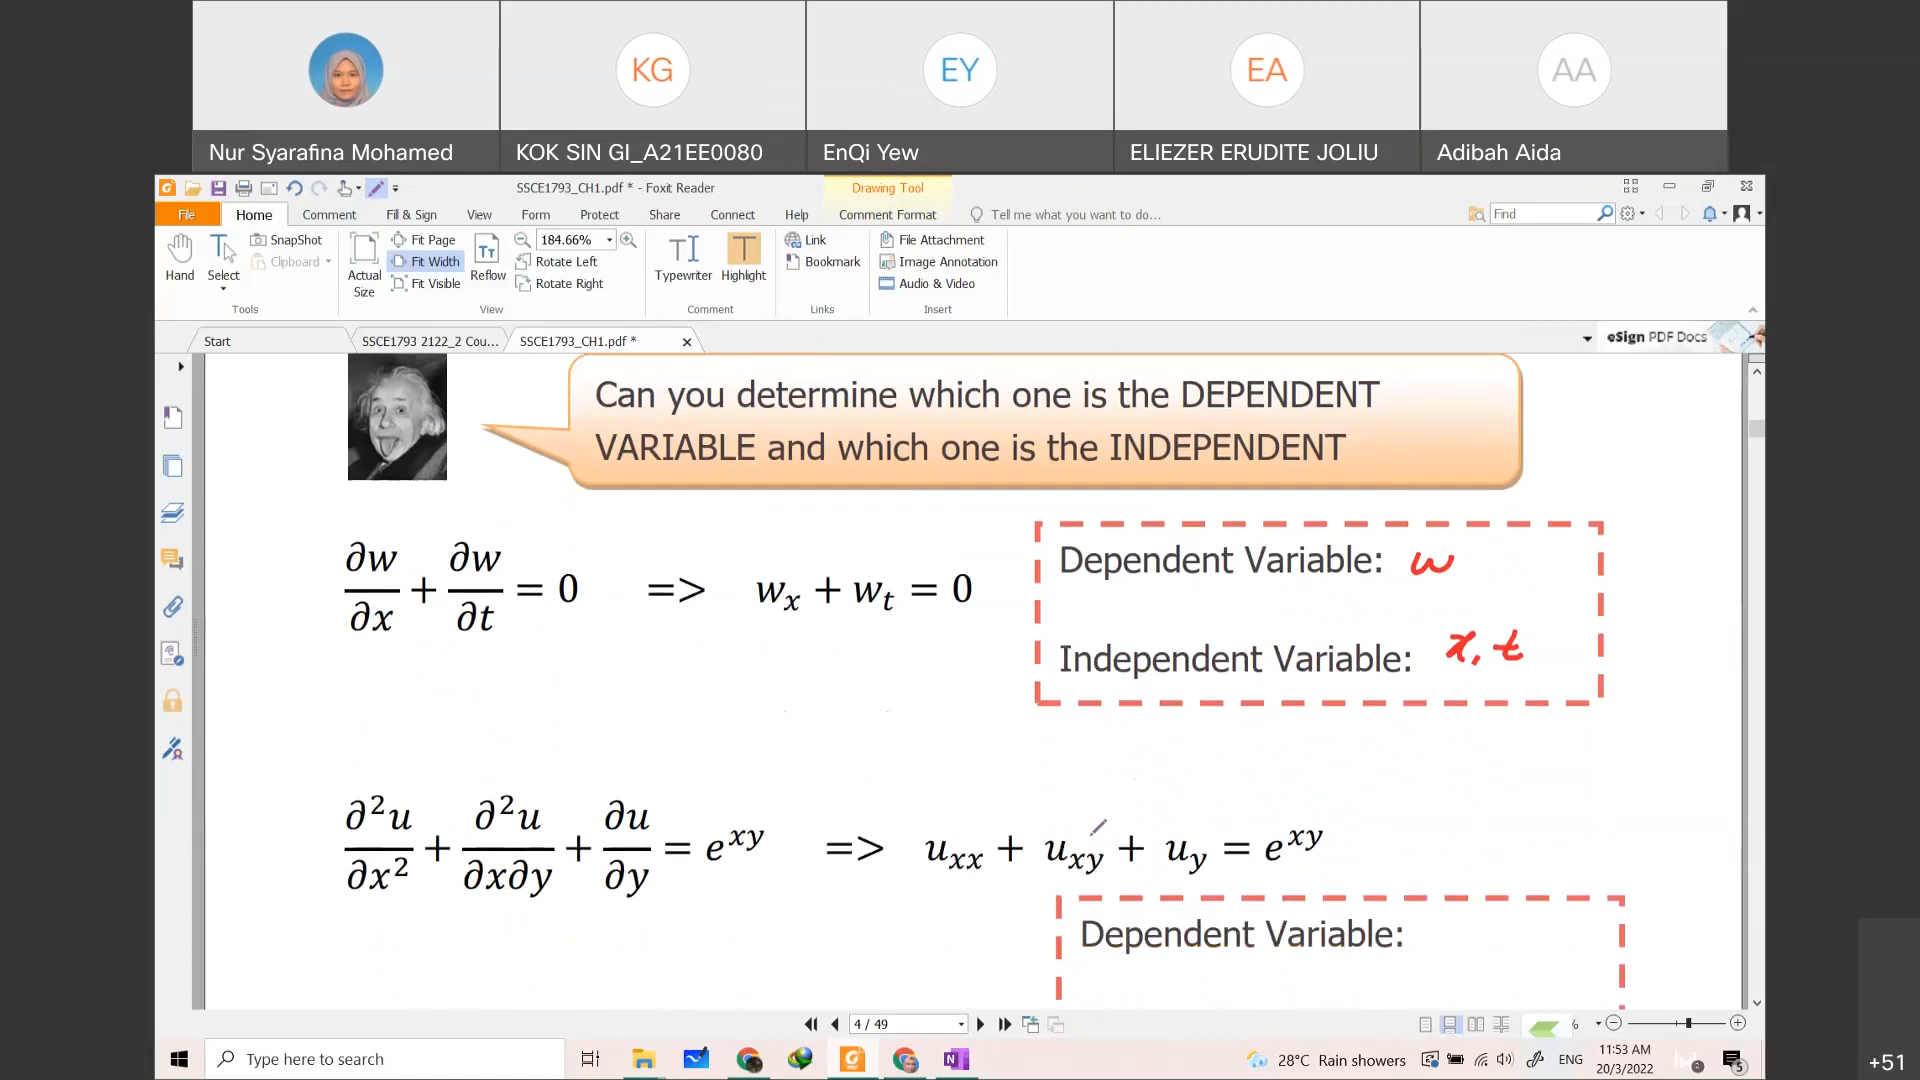 KG
EY
EA
AA
Nur Syarafina Mohamed
KOK SIN GI_A21EE0080
EnQi Yew
ELIEZER ERUDITE JOLIU
Adibah Aida
SSCE1793_CH1.pdf * - Foxit Reader
Drawing Tool
File
Home
Comment
Fill & Sign
View
Form
Protect
Share
Connect
Help
Comment Format
Tell me what you want to do...
Find
Hand
Select
SnapShot
Clipboard
Tools
Actual Size
Fit Page
Fit Width
Fit Visible
Reflow
184.66%
Rotate Left
Rotate Right
View
Typewriter
Highlight
Comment
Link
Bookmark
Links
File Attachment
Image Annotation
Audio & Video
Insert
Start
SSCE1793 2122_2 Cou...
SSCE1793_CH1.pdf *
eSign PDF Docs
Can you determine which one is the DEPENDENT
VARIABLE and which one is the INDEPENDENT
∂w/∂x + ∂w/∂t = 0 => w_x + w_t = 0
Dependent Variable: w
Independent Variable: x, t
∂²u/∂x² + ∂²u/∂x∂y + ∂u/∂y = e^{xy} => u_{xx} + u_{xy} + u_y = e^{xy}
Dependent Variable:
4 / 49
%
Type here to search
28°C Rain showers
ENG
11:53 AM
20/3/2022
2
5
+51